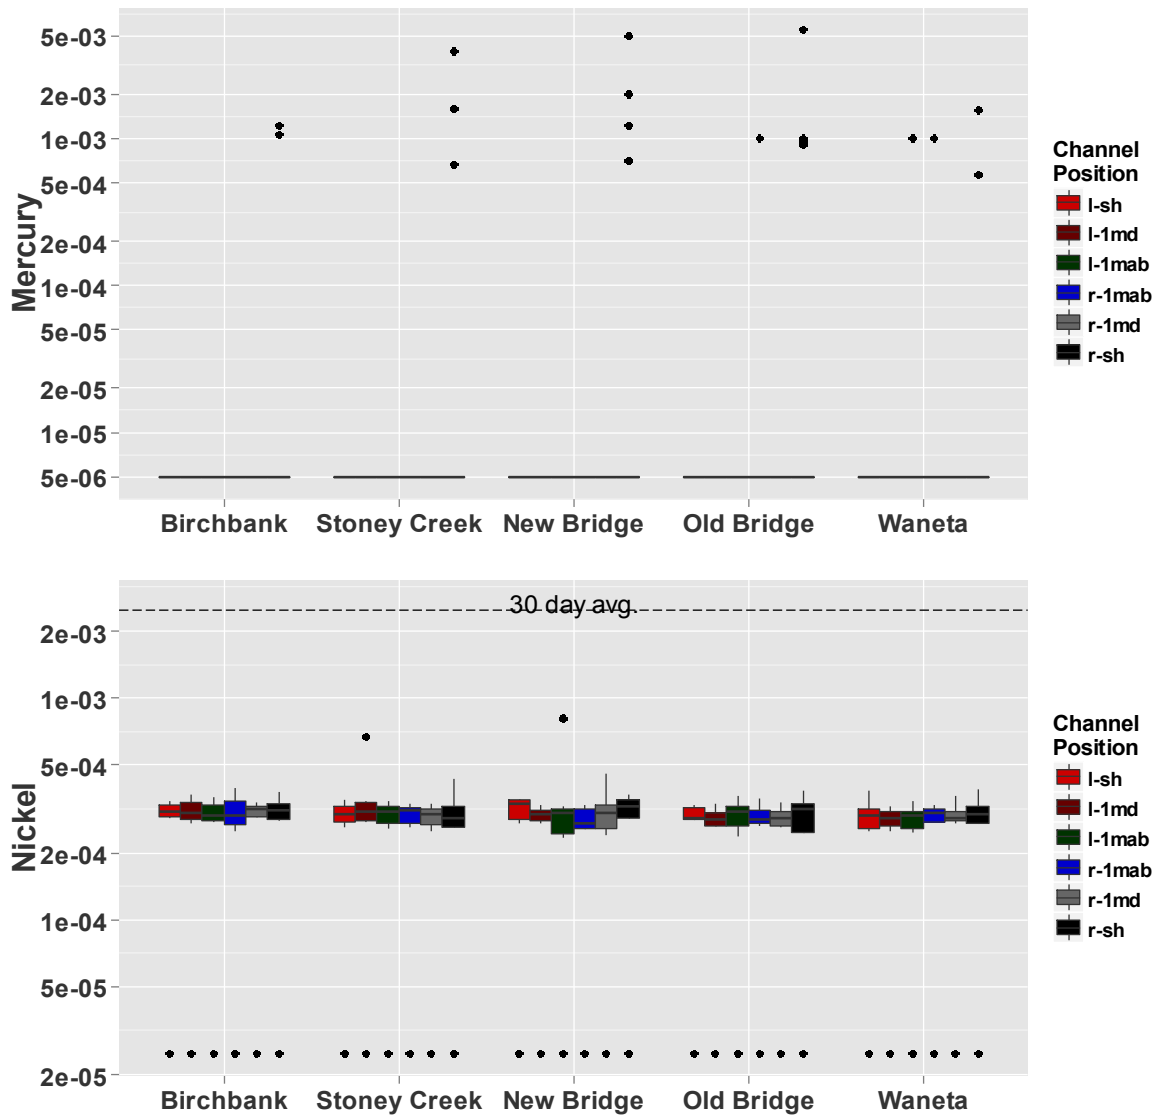 Mercury
5e-03
2e-03
1e-03
5e-04
2e-04
1e-04
5e-05
2e-05
1e-05
5e-06
Birchbank Stoney Creek New Bridge Old Bridge Waneta
Channel
Position
l-sh
l-1md
l-1mab
r-1mab
r-1md
r-sh
Nickel
30 day avg.
2e-03
1e-03
5e-04
2e-04
1e-04
5e-05
2e-05
Birchbank Stoney Creek New Bridge Old Bridge Waneta
Channel
Position
l-sh
l-1md
l-1mab
r-1mab
r-1md
r-sh